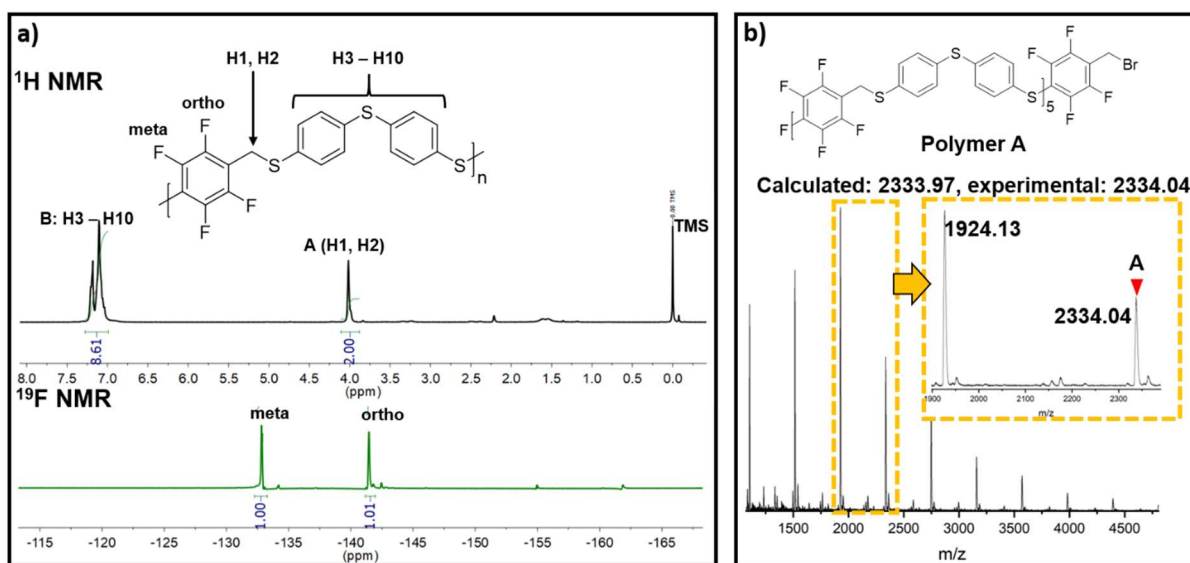 a)
¹H NMR
H1, H2
H3 – H10
ortho
meta
F
F
F
F
S
S
S
n
B: H3 – H10
A (H1, H2)
0.00 TMS
TMS
8.61
2.00
8.0 7.5 7.0 6.5 6.0 5.5 5.0 4.5 4.0 3.5 3.0 2.5 2.0 1.5 1.0 0.5 0.0
(ppm)
¹⁹F NMR
meta
ortho
1.00
1.01
-115 -120 -125 -130 -135 -140 -145 -150 -155 -160 -165
(ppm)
b)
F
F
F
F
S
S
S
5
F
F
F
F
Br
Polymer A
Calculated: 2333.97, experimental: 2334.04
1924.13
A
2334.04
1900 2000 2100 2200 2300
m/z
1500 2000 2500 3000 3500 4000 4500
m/z